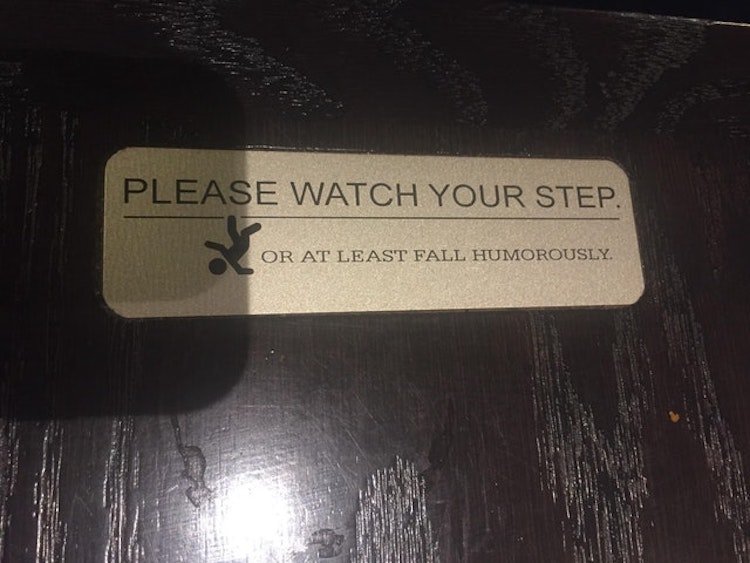 PLEASE WATCH YOUR STEP.
OR AT LEAST FALL HUMOROUSLY.